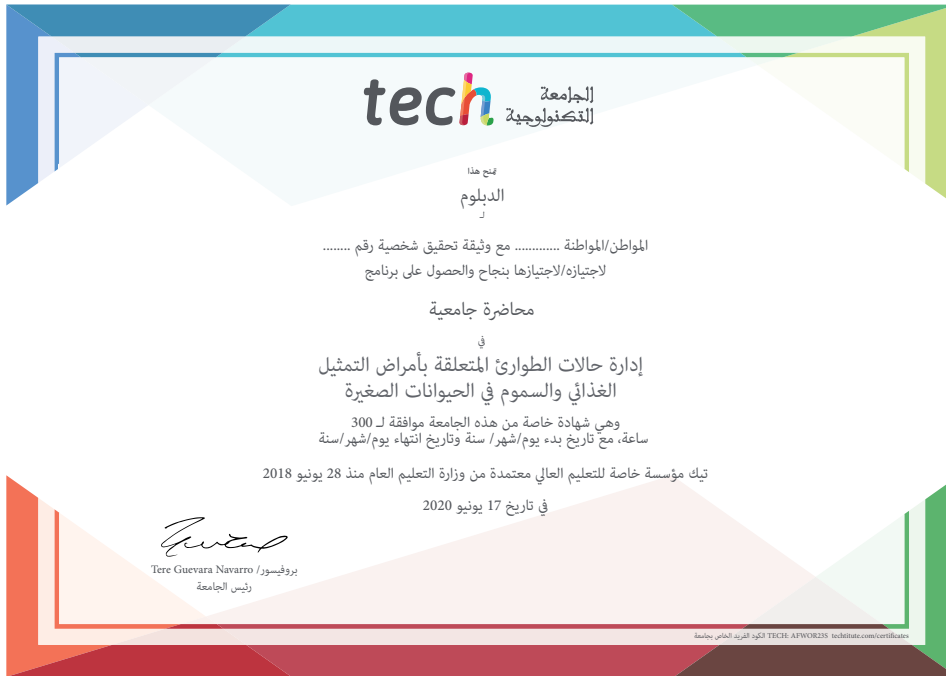 tech الجامعة
التكنولوجية
يمنح هذا
الدبلوم
لـ
المواطن/المواطنة ............ مع وثيقة تحقيق شخصية رقم ........
لاجتيازه/لاجتيازها بنجاح والحصول على برنامج
محاضرة جامعية
في
إدارة حالات الطوارئ المتعلقة بأمراض التمثيل
الغذائي والسموم في الحيوانات الصغيرة
وهي شهادة خاصة من هذه الجامعة موافقة لـ 300
ساعة، مع تاريخ بدء يوم/شهر/ سنة وتاريخ انتهاء يوم/شهر/سنة
تيك مؤسسة خاصة للتعليم العالي معتمدة من وزارة التعليم العام منذ 28 يونيو 2018
في تاريخ 17 يونيو 2020
بروفيسور/ Tere Guevara Navarro
رئيس الجامعة
الكود الفريد الخاص بجامعة TECH: AFWOR23S techtitute.com/certificates